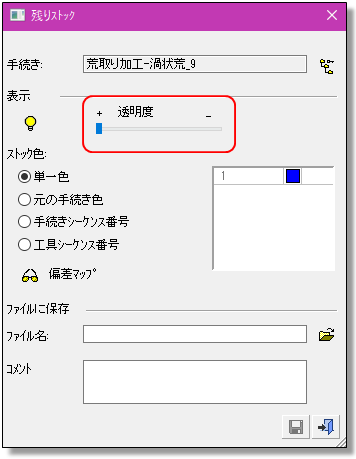 残りｽﾄｯｸ
手続き: 荒取り加工-渦状荒_9
表示
+ 透明度 -
ｽﾄｯｸ色:
単一色
1
元の手続き色
手続きｼｰｹﾝｽ番号
工具ｼｰｹﾝｽ番号
偏差ﾏｯﾌﾟ
ﾌｧｲﾙに保存
ﾌｧｲﾙ名:
ｺﾒﾝﾄ